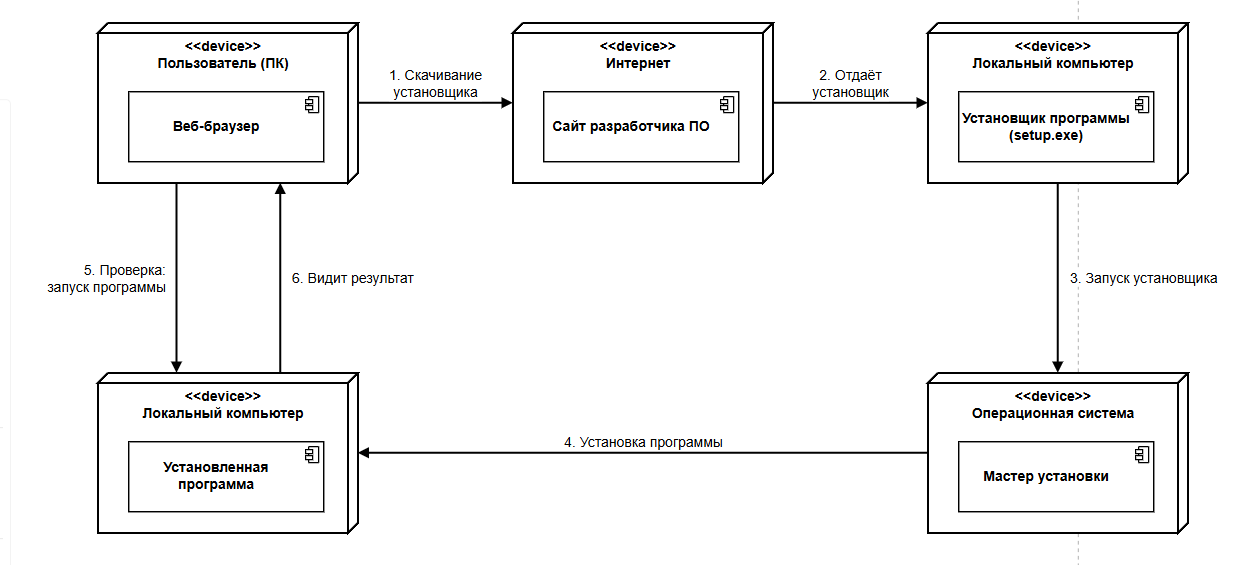 <<device>>
Пользователь (ПК)
Веб-браузер
1. Скачивание
установщика
<<device>>
Интернет
Сайт разработчика ПО
2. Отдаёт
установщик
<<device>>
Локальный компьютер
Установщик программы
(setup.exe)
5. Проверка:
запуск программы
6. Видит результат
3. Запуск установщика
<<device>>
Локальный компьютер
Установленная
программа
4. Установка программы
<<device>>
Операционная система
Мастер установки